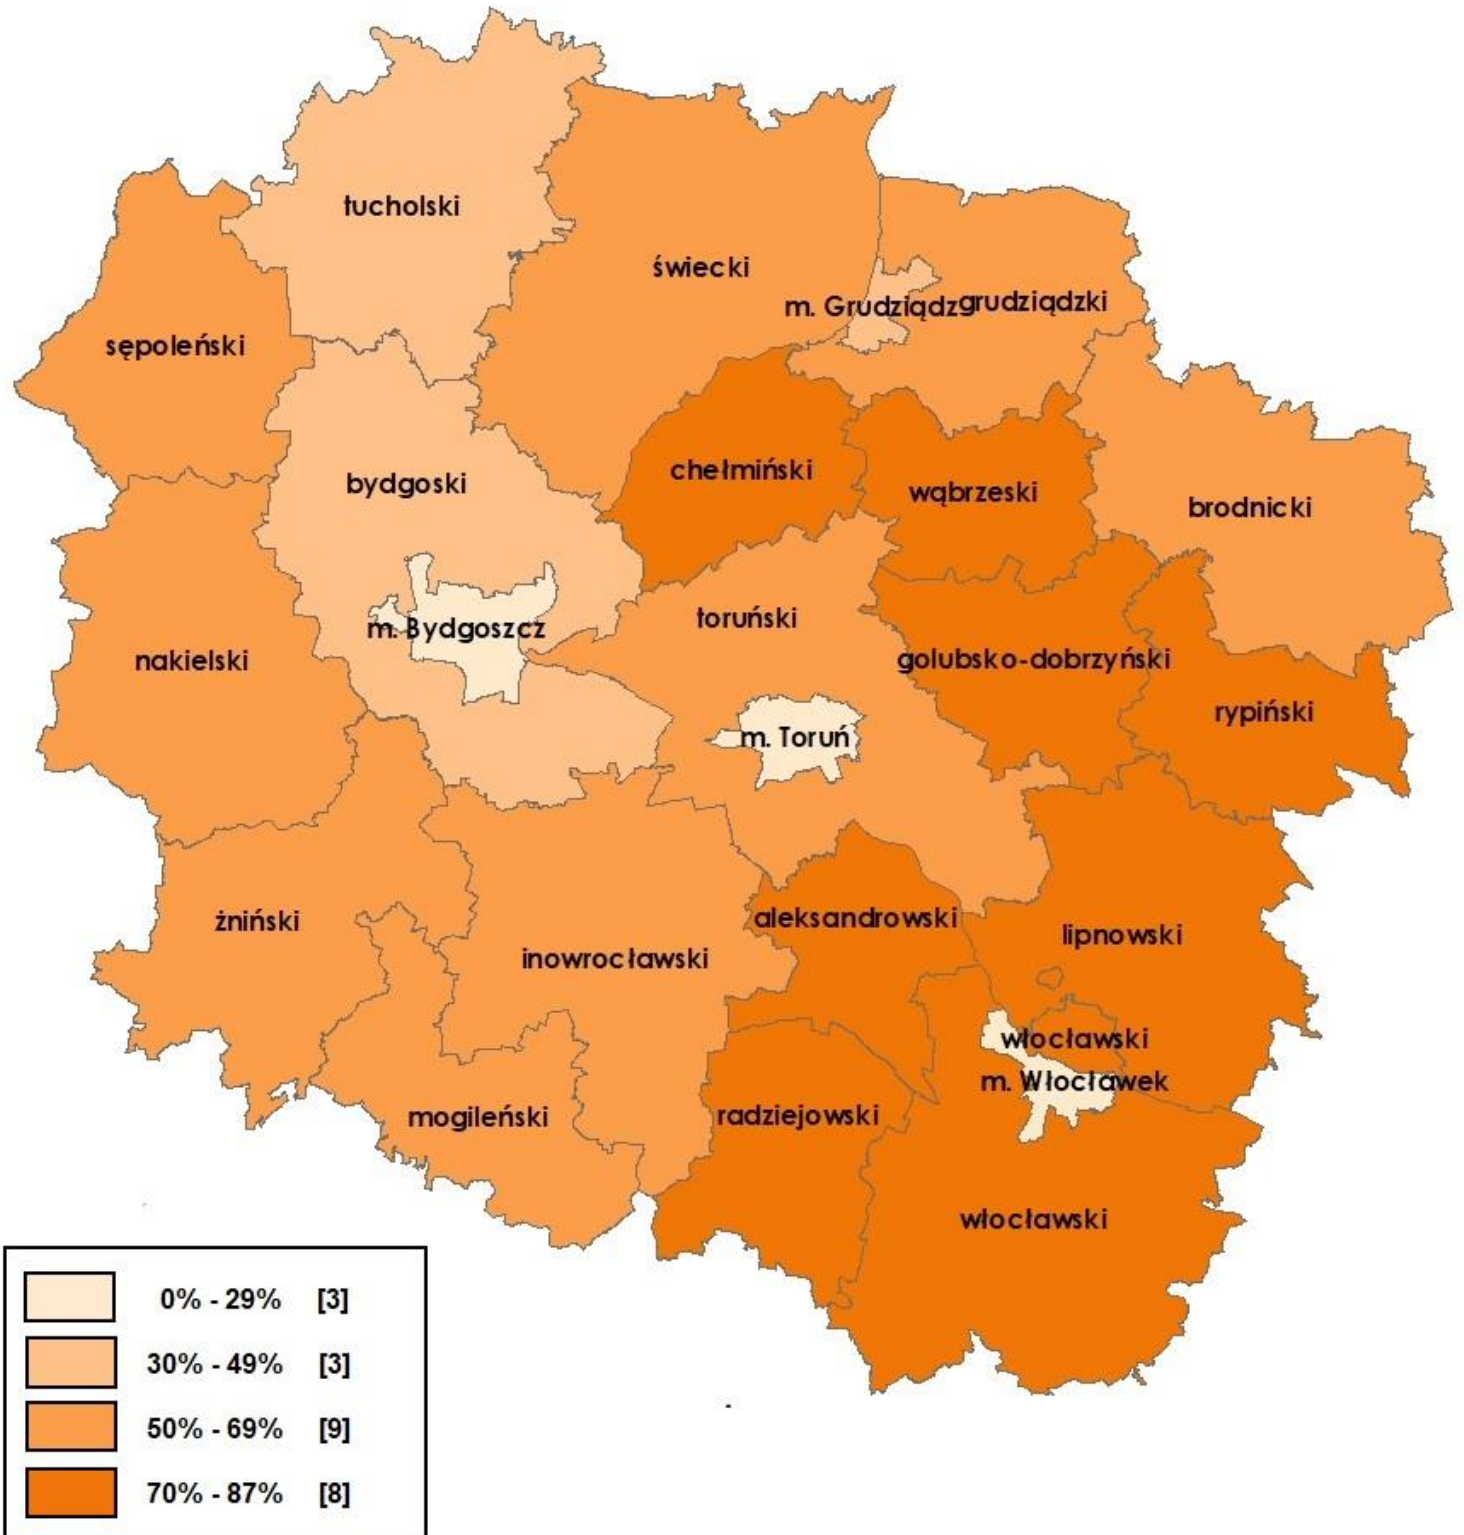 tucholski
świecki
m. Grudziądz
grudziądzki
sępoleński
chełmiński
bydgoski
wąbrzeski
brodnicki
toruński
m. Bydgoszcz
nakielski
golubsko-dobrzyński
rypiński
m. Toruń
żniński
aleksandrowski
lipnowski
inowrocławski
włocławski
m. Włocławek
mogileński
radziejowski
włocławski
0% - 29% [3]
30% - 49% [3]
50% - 69% [9]
70% - 87% [8]